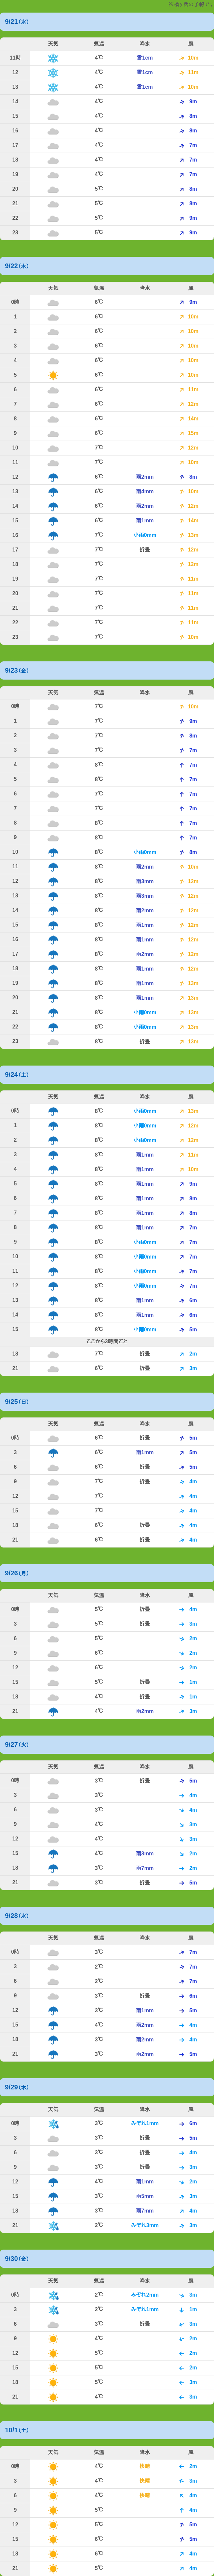 9/21(水)
天気 気温 降水 風
11時 4℃ 雪1cm 10m
12 4℃ 雪1cm 11m
13 4℃ 雪1cm 10m
14 4℃ 9m
15 4℃ 8m
16 4℃ 8m
17 4℃ 7m
18 4℃ 7m
19 4℃ 7m
20 5℃ 8m
21 5℃ 8m
22 5℃ 9m
23 5℃ 9m
9/22(木)
天気 気温 降水 風
0時 6℃ 9m
1 6℃ 10m
2 6℃ 10m
3 6℃ 10m
4 6℃ 10m
5 6℃ 10m
6 6℃ 11m
7 6℃ 12m
8 6℃ 14m
9 6℃ 15m
10 7℃ 12m
11 7℃ 10m
12 6℃ 雨2mm 8m
13 6℃ 雨4mm 10m
14 6℃ 雨2mm 12m
15 6℃ 雨1mm 14m
16 7℃ 小雨0mm 13m
17 7℃ 折畳 12m
18 7℃ 12m
19 7℃ 11m
20 7℃ 11m
21 7℃ 11m
22 7℃ 11m
23 7℃ 10m
9/23(金)
天気 気温 降水 風
0時 7℃ 10m
1 7℃ 9m
2 7℃ 8m
3 7℃ 7m
4 8℃ 7m
5 8℃ 7m
6 7℃ 7m
7 7℃ 7m
8 8℃ 7m
9 8℃ 7m
10 8℃ 小雨0mm 8m
11 8℃ 雨2mm 10m
12 8℃ 雨3mm 12m
13 8℃ 雨3mm 12m
14 8℃ 雨2mm 12m
15 8℃ 雨1mm 12m
16 8℃ 雨1mm 12m
17 8℃ 雨2mm 12m
18 8℃ 雨1mm 12m
19 8℃ 雨1mm 13m
20 8℃ 雨1mm 13m
21 8℃ 小雨0mm 13m
22 8℃ 小雨0mm 13m
23 8℃ 折畳 13m
9/24(土)
天気 気温 降水 風
0時 8℃ 小雨0mm 13m
1 8℃ 小雨0mm 12m
2 8℃ 小雨0mm 12m
3 8℃ 雨1mm 11m
4 8℃ 雨1mm 10m
5 8℃ 雨1mm 9m
6 8℃ 雨1mm 8m
7 8℃ 雨1mm 8m
8 8℃ 雨1mm 7m
9 8℃ 小雨0mm 7m
10 8℃ 小雨0mm 7m
11 8℃ 小雨0mm 7m
12 8℃ 小雨0mm 7m
13 8℃ 雨1mm 6m
14 8℃ 雨1mm 6m
15 8℃ 小雨0mm 5m
ここから3時間ごと
18 7℃ 折畳 2m
21 6℃ 折畳 3m
9/25(日)
天気 気温 降水 風
0時 6℃ 折畳 5m
3 6℃ 雨1mm 5m
6 6℃ 折畳 5m
9 7℃ 折畳 4m
12 7℃ 4m
15 7℃ 4m
18 6℃ 折畳 4m
21 6℃ 折畳 4m
9/26(月)
天気 気温 降水 風
0時 5℃ 折畳 4m
3 5℃ 折畳 3m
6 5℃ 2m
9 6℃ 2m
12 6℃ 2m
15 5℃ 折畳 1m
18 4℃ 折畳 1m
21 4℃ 雨2mm 3m
9/27(火)
天気 気温 降水 風
0時 3℃ 折畳 5m
3 3℃ 4m
6 3℃ 4m
9 4℃ 3m
12 4℃ 3m
15 4℃ 雨3mm 2m
18 3℃ 雨7mm 2m
21 3℃ 折畳 5m
9/28(水)
天気 気温 降水 風
0時 3℃ 7m
3 2℃ 7m
6 2℃ 7m
9 3℃ 折畳 6m
12 3℃ 雨1mm 5m
15 4℃ 雨2mm 4m
18 3℃ 雨2mm 4m
21 3℃ 雨2mm 5m
9/29(木)
天気 気温 降水 風
0時 3℃ みぞれ1mm 6m
3 3℃ 折畳 5m
6 3℃ 折畳 4m
9 3℃ 折畳 3m
12 4℃ 雨1mm 2m
15 3℃ 雨5mm 3m
18 3℃ 雨7mm 4m
21 2℃ みぞれ3mm 3m
9/30(金)
天気 気温 降水 風
0時 2℃ みぞれ2mm 3m
3 2℃ みぞれ1mm 1m
6 3℃ 折畳 3m
9 4℃ 2m
12 5℃ 2m
15 5℃ 2m
18 5℃ 3m
21 4℃ 3m
10/1(土)
天気 気温 降水 風
0時 4℃ 快晴 2m
3 4℃ 快晴 3m
6 4℃ 快晴 4m
9 5℃ 4m
12 5℃ 5m
15 6℃ 5m
18 6℃ 4m
21 5℃ 4m